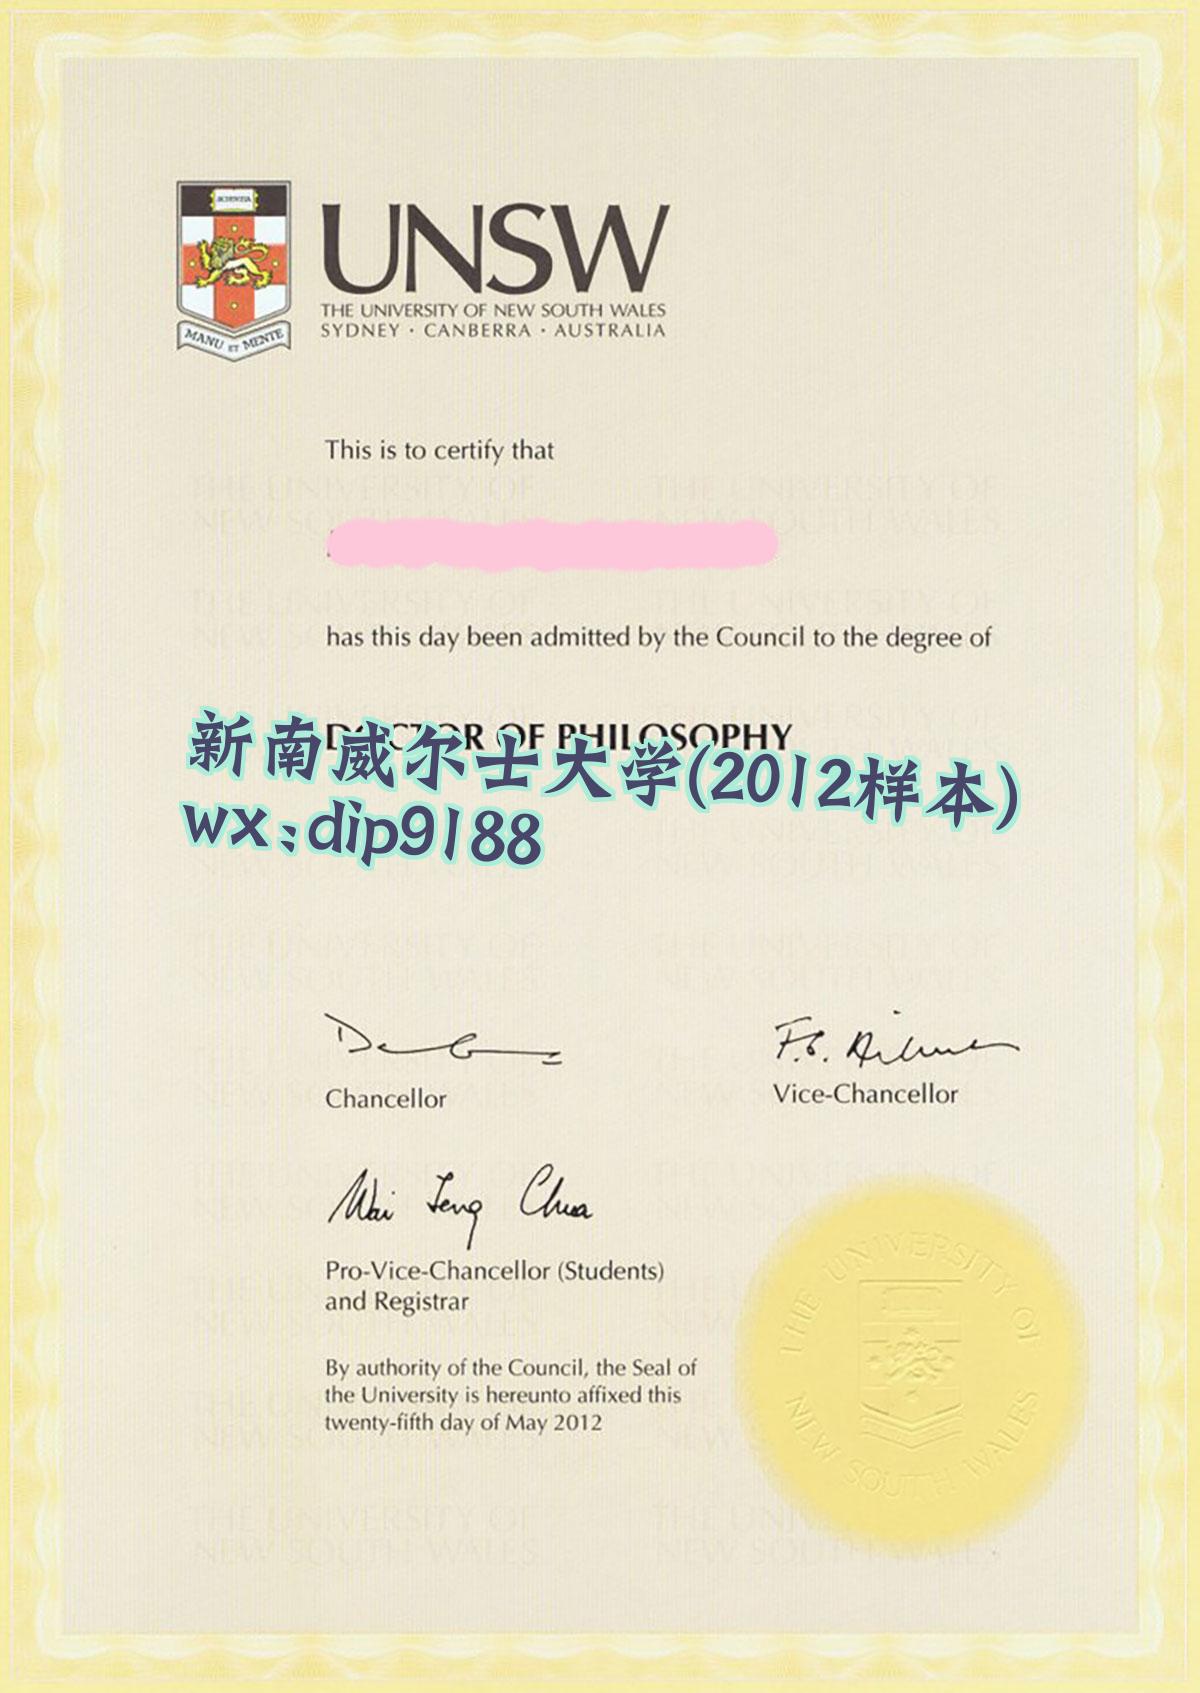 SCIENTIA
MANU ET MENTE
UNSW
THE UNIVERSITY OF NEW SOUTH WALES
SYDNEY · CANBERRA · AUSTRALIA
This is to certify that
has this day been admitted by the Council to the degree of
DOCTOR OF PHILOSOPHY
新南威尔士大学(2012样本)
wx:dip9188
Chancellor
Vice-Chancellor
Wai Fong Chua
Pro-Vice-Chancellor (Students)
and Registrar
By authority of the Council, the Seal of
the University is hereunto affixed this
twenty-fifth day of May 2012
THE UNIVERSITY OF
NEW SOUTH WALES